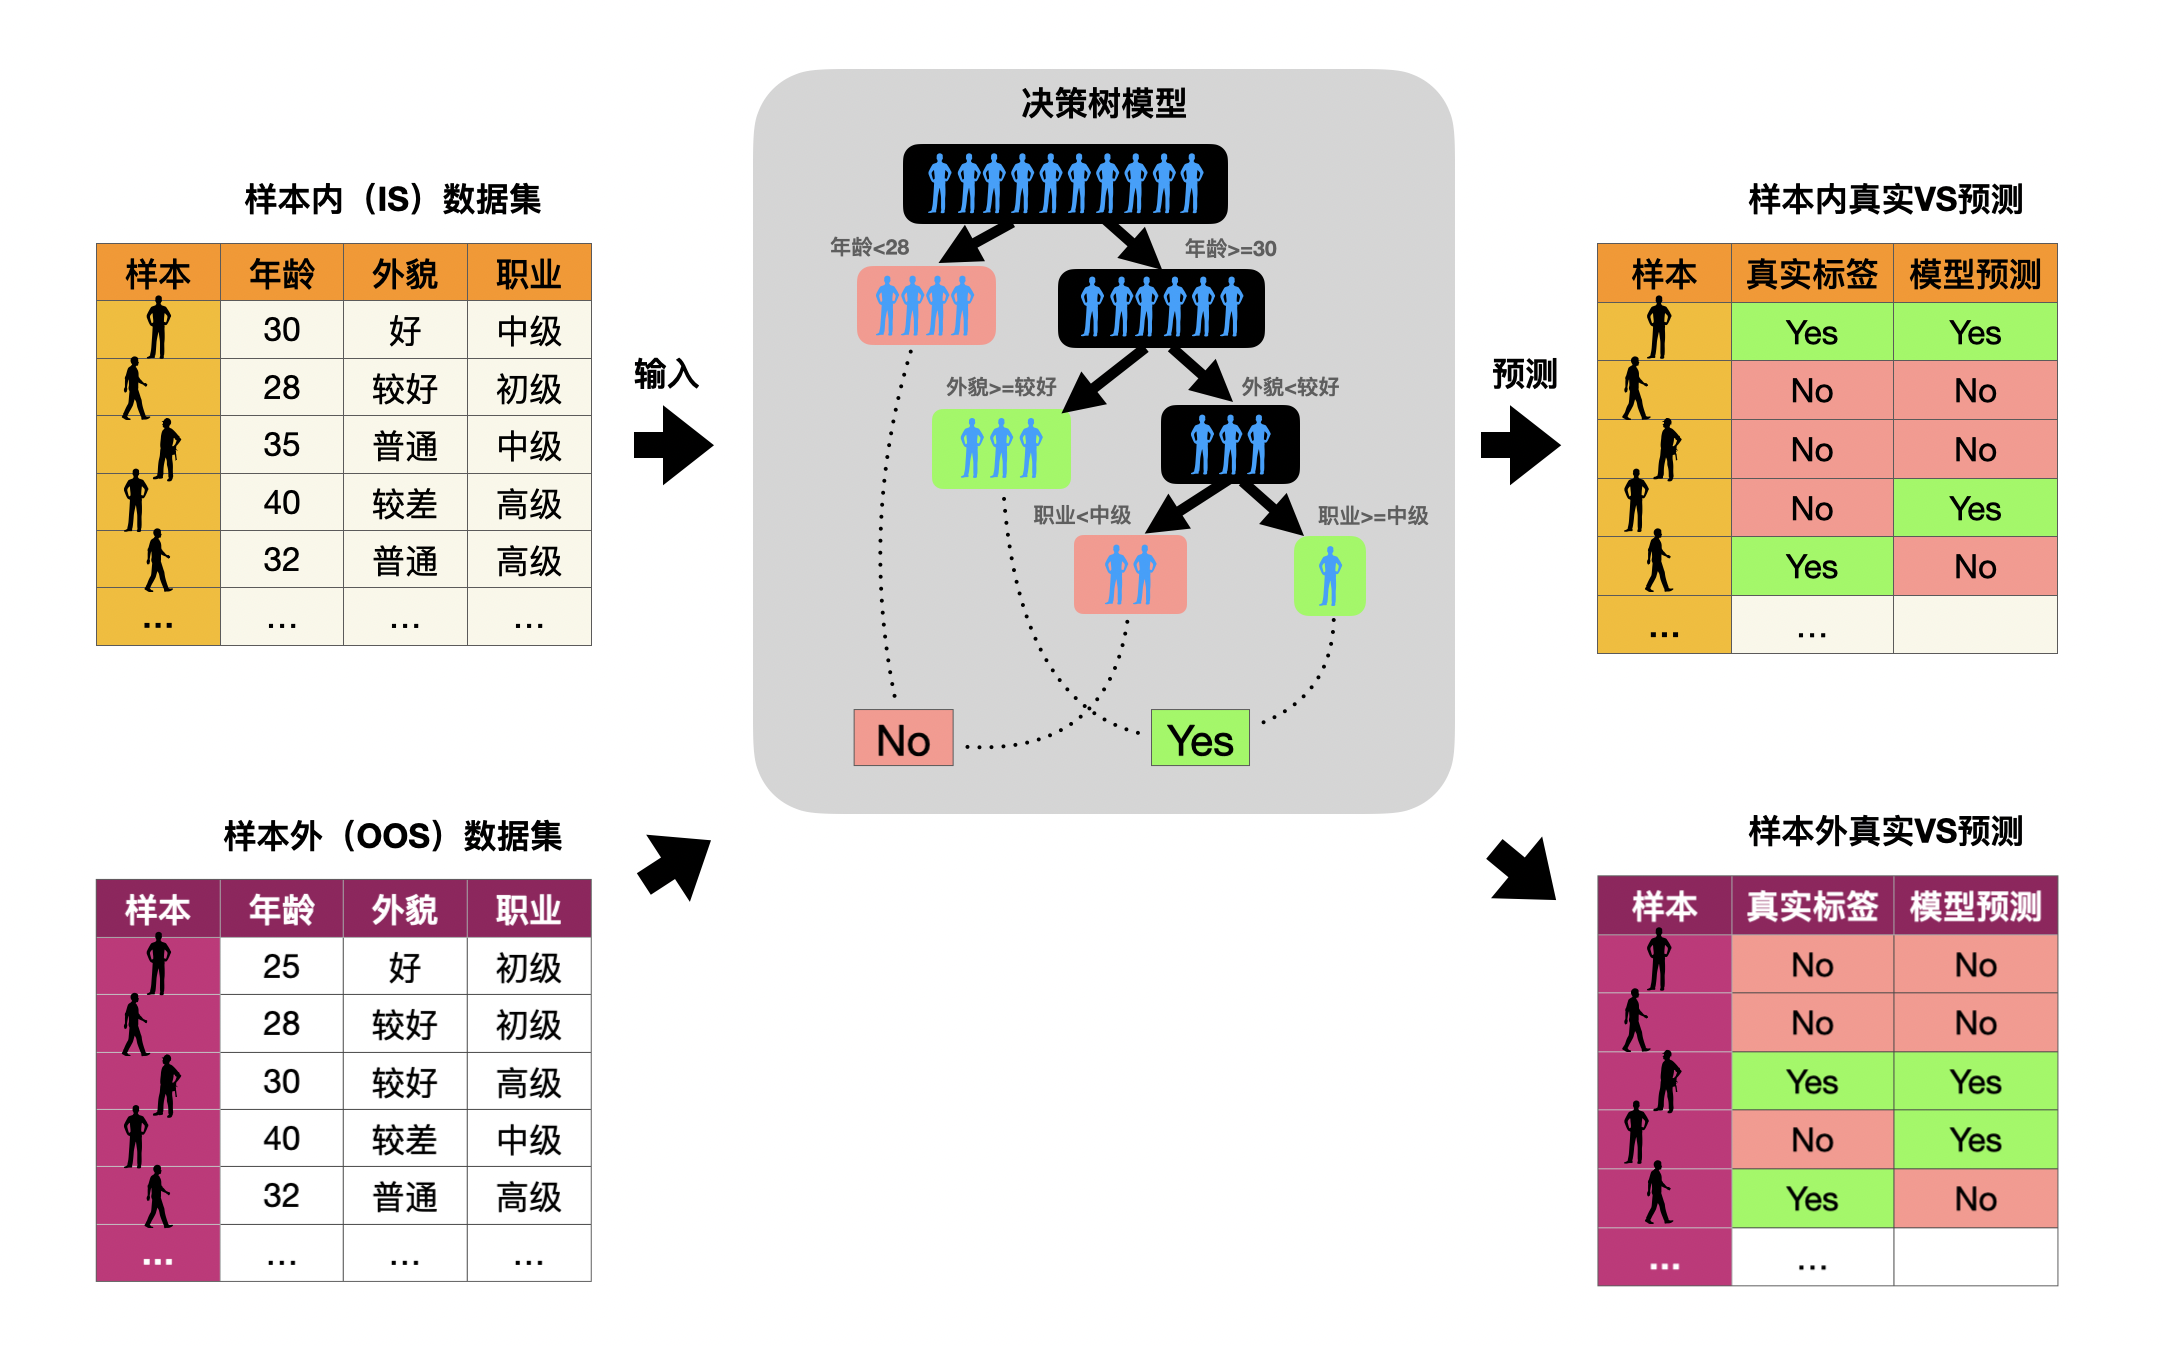 样本内（IS）数据集
样本 年龄 外貌 职业
30 好 中级
28 较好 初级
35 普通 中级
40 较差 高级
32 普通 高级
... ... ... ...
输入
决策树模型
年龄<28
年龄>=30
外貌>=较好
外貌<较好
职业<中级
职业>=中级
No
Yes
预测
样本内真实VS预测
样本 真实标签 模型预测
Yes Yes
No No
No No
No Yes
Yes No
... ...
样本外（OOS）数据集
样本 年龄 外貌 职业
25 好 初级
28 较好 初级
30 较好 高级
40 较差 中级
32 普通 高级
... ... ... ...
样本外真实VS预测
样本 真实标签 模型预测
No No
No No
Yes Yes
No Yes
Yes No
... ...